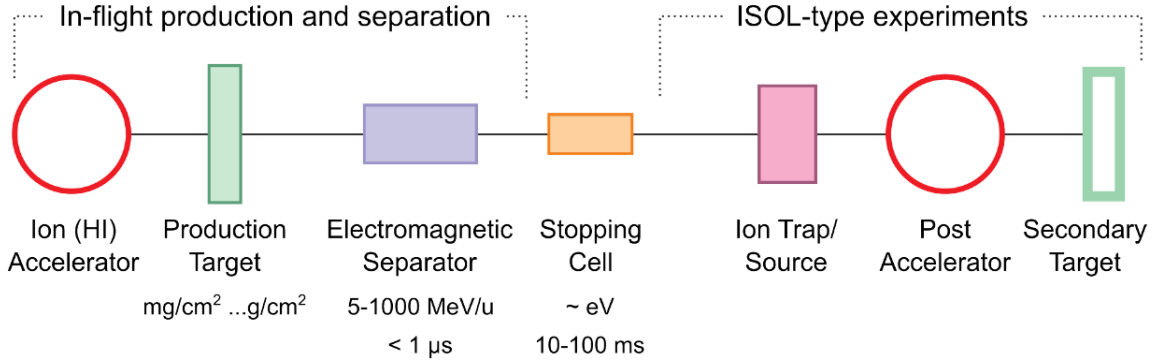 In-flight production and separation
ISOL-type experiments
Ion (HI)
Accelerator
Production
Target
mg/cm² ...g/cm²
Electromagnetic
Separator
5-1000 MeV/u
< 1 µs
Stopping
Cell
~ eV
10-100 ms
Ion Trap/
Source
Post
Accelerator
Secondary
Target